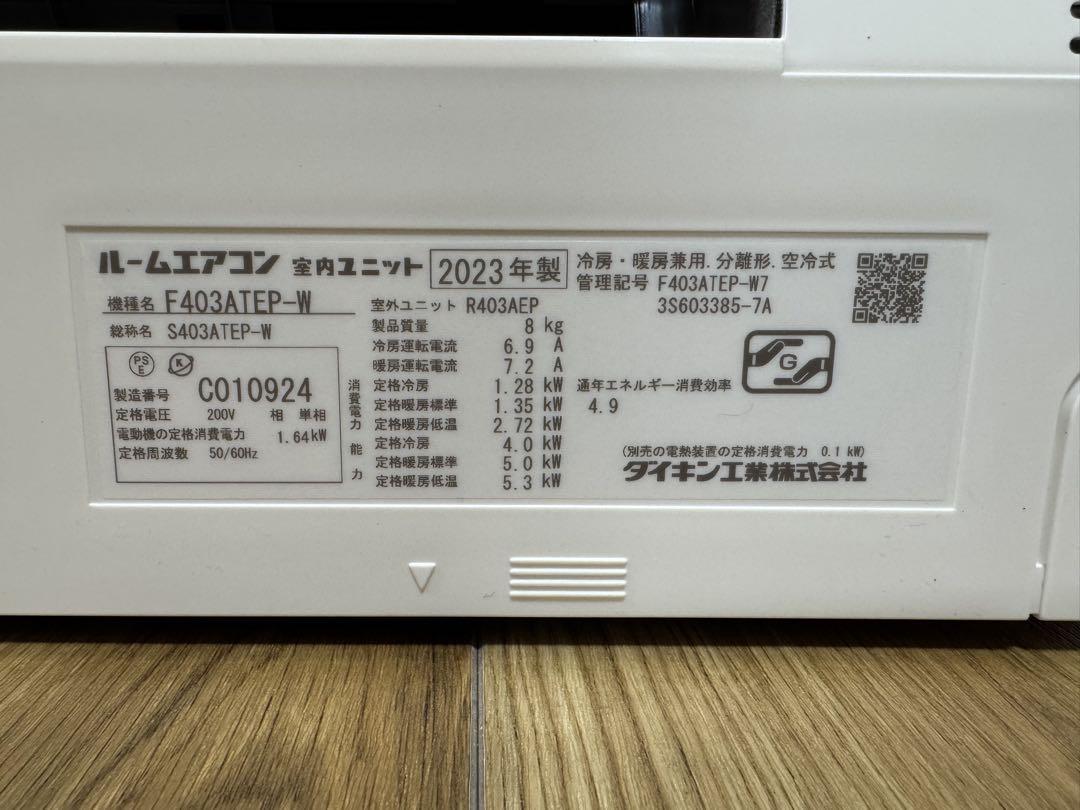 ルームエアコン 室内ユニット 2023年製
機種名 F403ATEP-W
総称名 S403ATEP-W
PS
E
K
製造番号 C010924
定格電圧 200V 相 単相
電動機の定格消費電力 1.64kW
定格周波数 50/60Hz
室外ユニット R403AEP
製品質量 8 kg
冷房運転電流 6.9 A
暖房運転電流 7.2 A
消費電力
定格冷房 1.28 kW
定格暖房標準 1.35 kW
定格暖房低温 2.72 kW
能力
定格冷房 4.0 kW
定格暖房標準 5.0 kW
定格暖房低温 5.3 kW
冷房・暖房兼用.分離形.空冷式
管理記号 F403ATEP-W7
3S603385-7A
G
通年エネルギー消費効率
4.9
(別売の電熱装置の定格消費電力 0.1 kW)
ダイキン工業株式会社